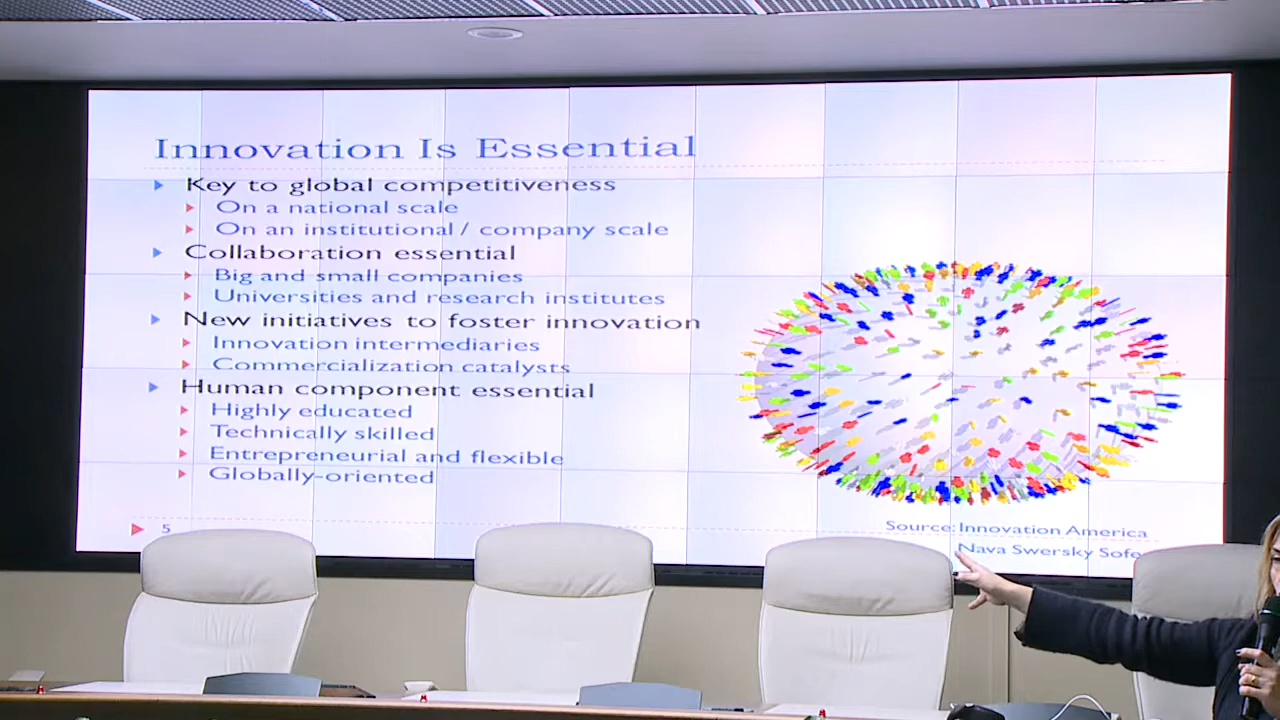 Innovation Is Essential
Key to global competitiveness
On a national scale
On an institutional / company scale
Collaboration essential
Big and small companies
Universities and research institutes
New initiatives to foster innovation
Innovation intermediaries
Commercialization catalysts
Human component essential
Highly educated
Technically skilled
Entrepreneurial and flexible
Globally-oriented
5
Source: Innovation America
Nava Swersky Sofe